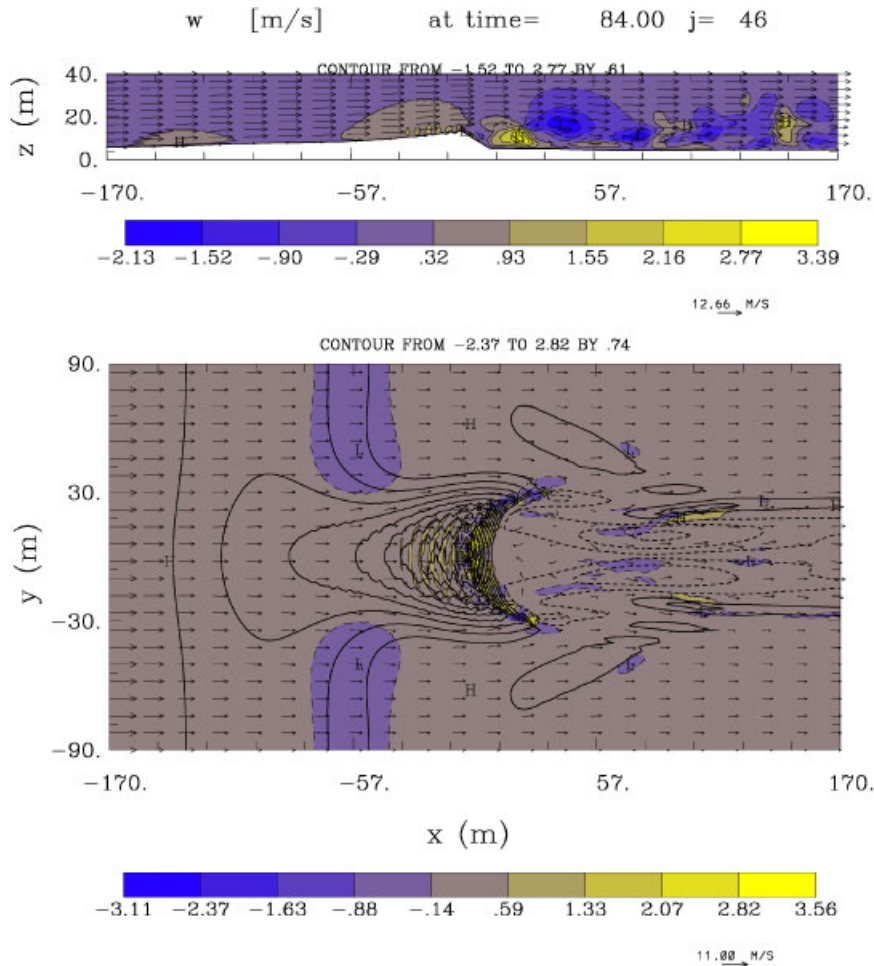 w [m/s] at time= 84.00 j= 46
CONTOUR FROM −1.52 TO 2.77 BY .61
40.
20.
0.
z (m)
−170. −57. 57. 170.
−2.13 −1.52 −.90 −.29 .32 .93 1.55 2.16 2.77 3.39
12.66 M/S
CONTOUR FROM −2.37 TO 2.82 BY .74
90.
30.
−30.
−90.
y (m)
H
L
L
H
L
−170. −57. 57. 170.
x (m)
−3.11 −2.37 −1.63 −.88 −.14 .59 1.33 2.07 2.82 3.56
11.00 M/S